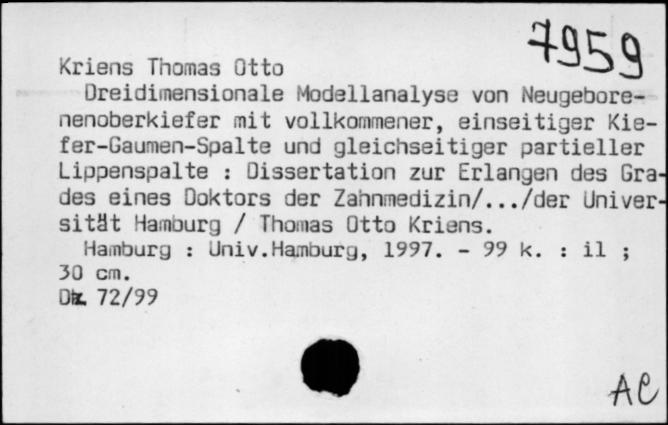 7959
Kriens Thomas Otto
Dreidimensionale Modellanalyse von Neugebore-
nenoberkiefer mit vollkommener, einseitiger Kie-
fer-Gaumen-Spalte und gleichseitiger partieller
Lippenspalte : Dissertation zur Erlangen des Gra-
des eines Doktors der Zahnmedizin/.../der Univer-
sität Hamburg / Thomas Otto Kriens.
Hamburg : Univ.Hamburg, 1997. - 99 k. : il ;
30 cm.
72/99
AC